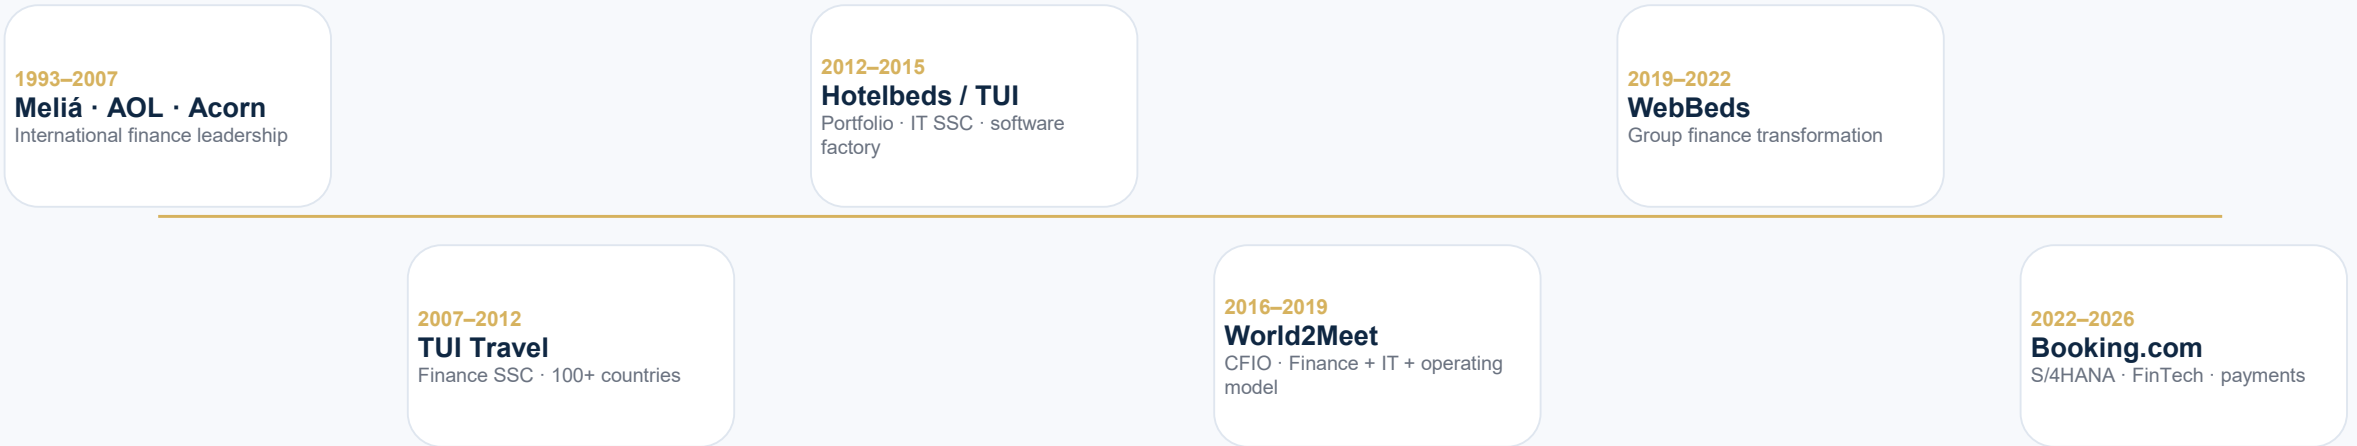 1993–2007
Meliá · AOL · Acorn
International finance leadership
2007–2012
TUI Travel
Finance SSC · 100+ countries
2012–2015
Hotelbeds / TUI
Portfolio · IT SSC · software
factory
2016–2019
World2Meet
CFIO · Finance + IT + operating
model
2019–2022
WebBeds
Group finance transformation
2022–2026
Booking.com
S/4HANA · FinTech · payments